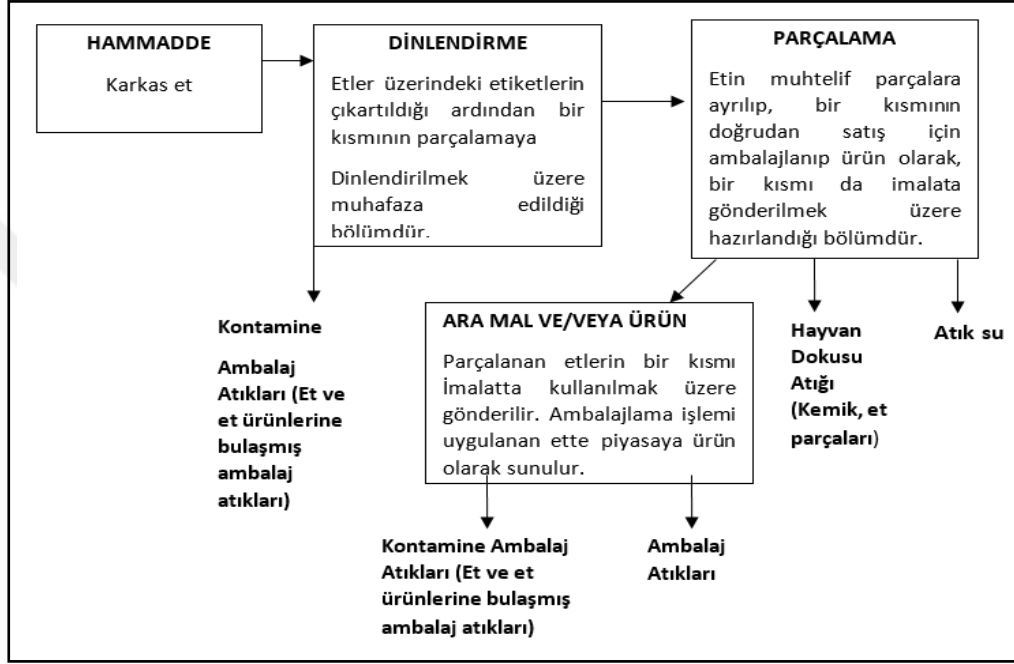 HAMMADDE
Karkas et
DİNLENDİRME
Etler üzerindeki etiketlerin
çıkartıldığı ardından bir
kısmının parçalamaya
Dinlendirilmek üzere
muhafaza edildiği
bölümdür.
PARÇALAMA
Etin muhtelif parçalara
ayrılıp, bir kısmının
doğrudan satış için
ambalajlanıp ürün olarak,
bir kısmı da imalata
gönderilmek üzere
hazırlandığı bölümdür.
Kontamine
Ambalaj
Atıkları (Et ve
et ürünlerine
bulaşmış
ambalaj
atıkları)
ARA MAL VE/VEYA ÜRÜN
Parçalanan etlerin bir kısmı
İmalatta kullanılmak üzere
gönderilir. Ambalajlama işlemi
uygulanan ette piyasaya ürün
olarak sunulur.
Hayvan
Dokusu
Atığı
(Kemik, et
parçaları)
Atık su
Kontamine Ambalaj
Atıkları (Et ve et
ürünlerine bulaşmış
ambalaj atıkları)
Ambalaj
Atıkları